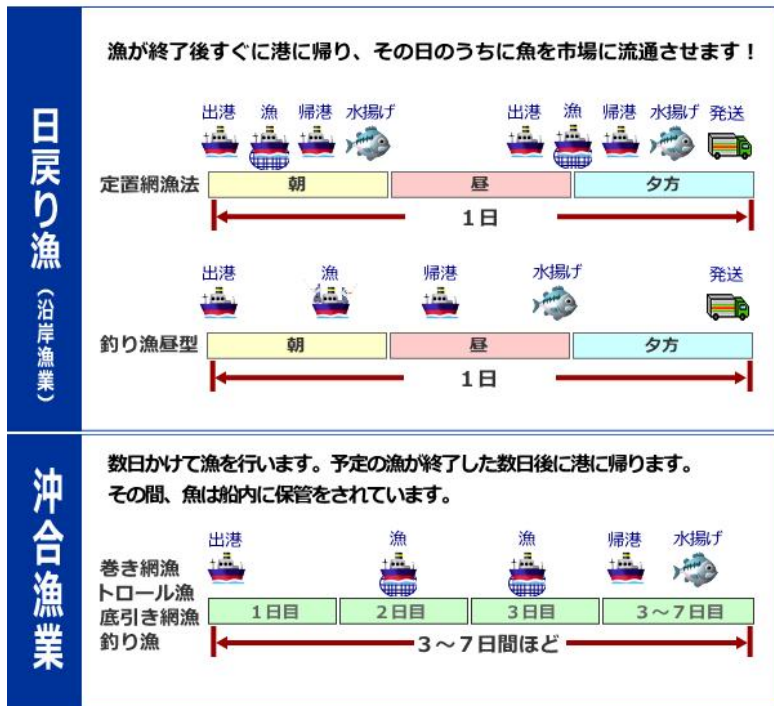 日戻り漁（沿岸漁業）
漁が終了後すぐに港に帰り、その日のうちに魚を市場に流通させます！
出港 漁 帰港 水揚げ 出港 漁 帰港 水揚げ 発送
定置網漁法 朝 昼 夕方
1日
出港 漁 帰港 水揚げ 発送
釣り漁昼型 朝 昼 夕方
1日
沖合漁業
数日かけて漁を行います。予定の漁が終了した数日後に港に帰ります。
その間、魚は船内に保管をされています。
出港 漁 漁 帰港 水揚げ
巻き網漁
トロール漁
底引き網漁 1日目 2日目 3日目 3～7日目
釣り漁 3～7日間ほど